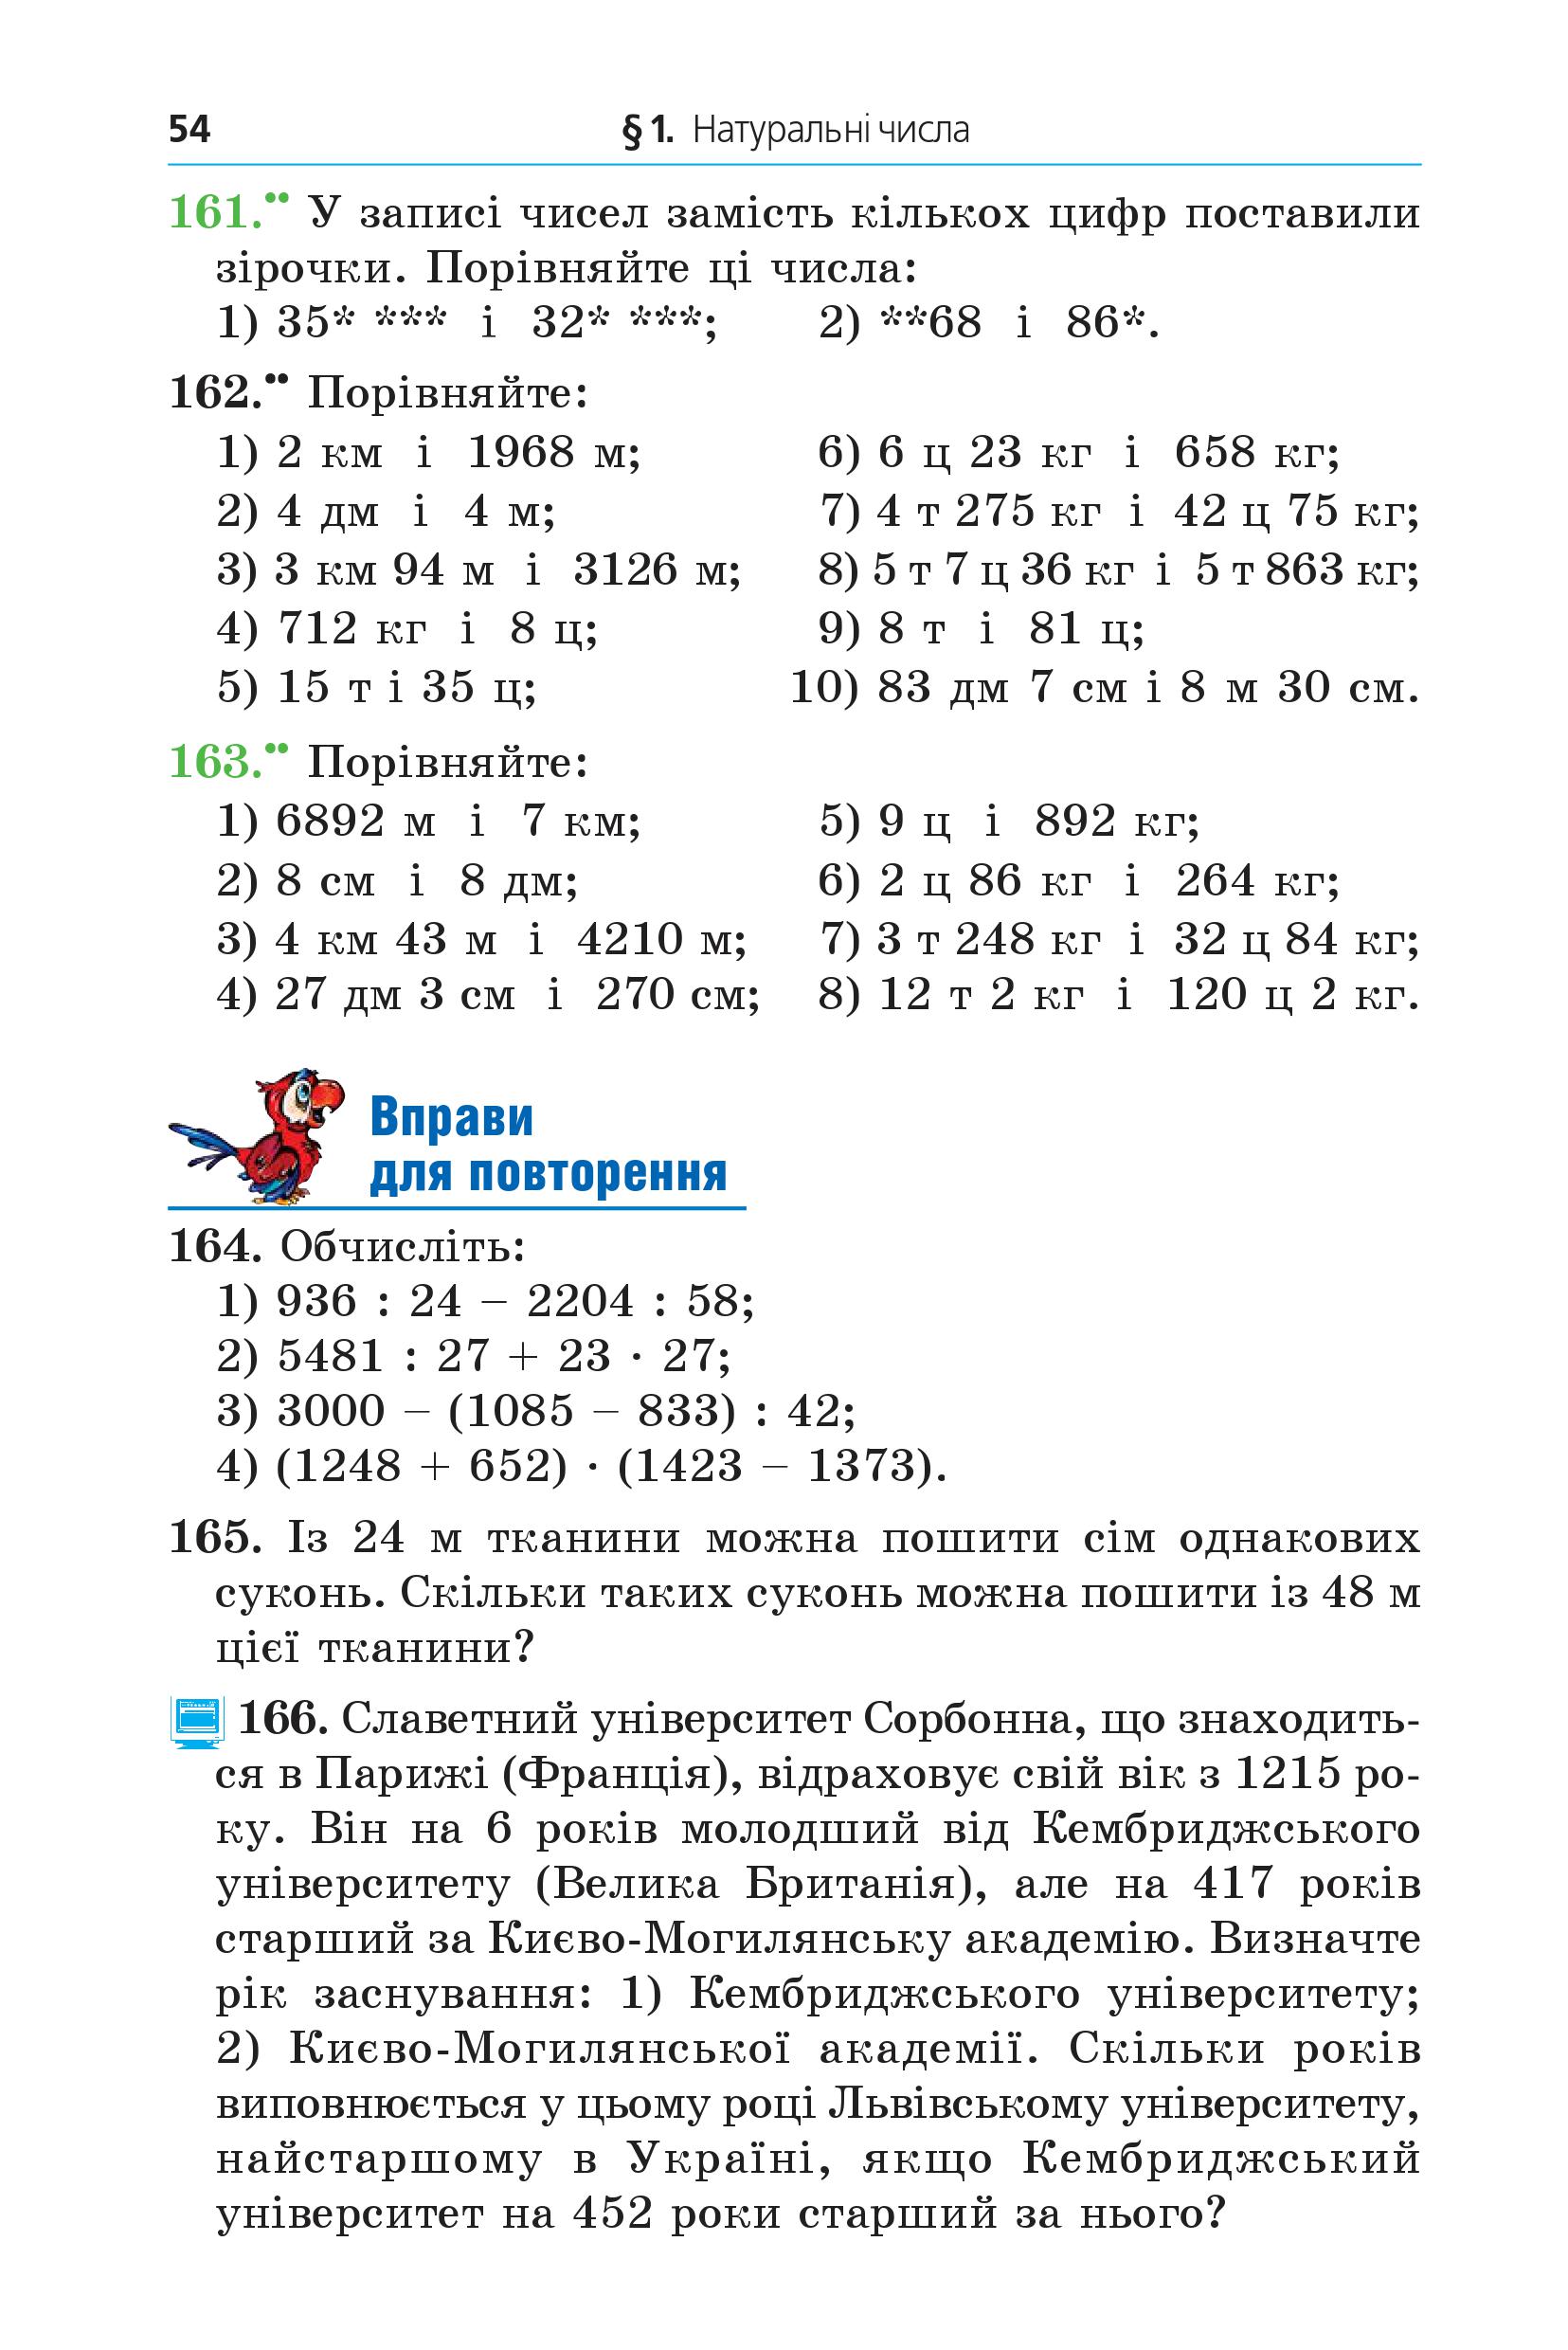 54 § 1. Натуральні числа
161.•• У записі чисел замість кількох цифр поставили
зірочки. Порівняйте ці числа:
1) 35* *** і 32* ***; 2) **68 і 86*.
162.•• Порівняйте:
1) 2 км і 1968 м; 6) 6 ц 23 кг і 658 кг;
2) 4 дм і 4 м; 7) 4 т 275 кг і 42 ц 75 кг;
3) 3 км 94 м і 3126 м; 8) 5 т 7 ц 36 кг і 5 т 863 кг;
4) 712 кг і 8 ц; 9) 8 т і 81 ц;
5) 15 т і 35 ц; 10) 83 дм 7 см і 8 м 30 см.
163.•• Порівняйте:
1) 6892 м і 7 км; 5) 9 ц і 892 кг;
2) 8 см і 8 дм; 6) 2 ц 86 кг і 264 кг;
3) 4 км 43 м і 4210 м; 7) 3 т 248 кг і 32 ц 84 кг;
4) 27 дм 3 см і 270 см; 8) 12 т 2 кг і 120 ц 2 кг.
Вправи
для повторення
164. Обчисліть:
1) 936 : 24 – 2204 : 58;
2) 5481 : 27 + 23 · 27;
3) 3000 – (1085 – 833) : 42;
4) (1248 + 652) · (1423 – 1373).
165. Із 24 м тканини можна пошити сім однакових
суконь. Скільки таких суконь можна пошити із 48 м
цієї тканини?
166. Славетний університет Сорбонна, що знаходить-
ся в Парижі (Франція), відраховує свій вік з 1215 ро-
ку. Він на 6 років молодший від Кембриджського
університету (Велика Британія), але на 417 років
старший за Києво-Могилянську академію. Визначте
рік заснування: 1) Кембриджського університету;
2) Києво-Могилянської академії. Скільки років
виповнюється у цьому році Львівському університету,
найстаршому в Україні, якщо Кембриджський
університет на 452 роки старший за нього?